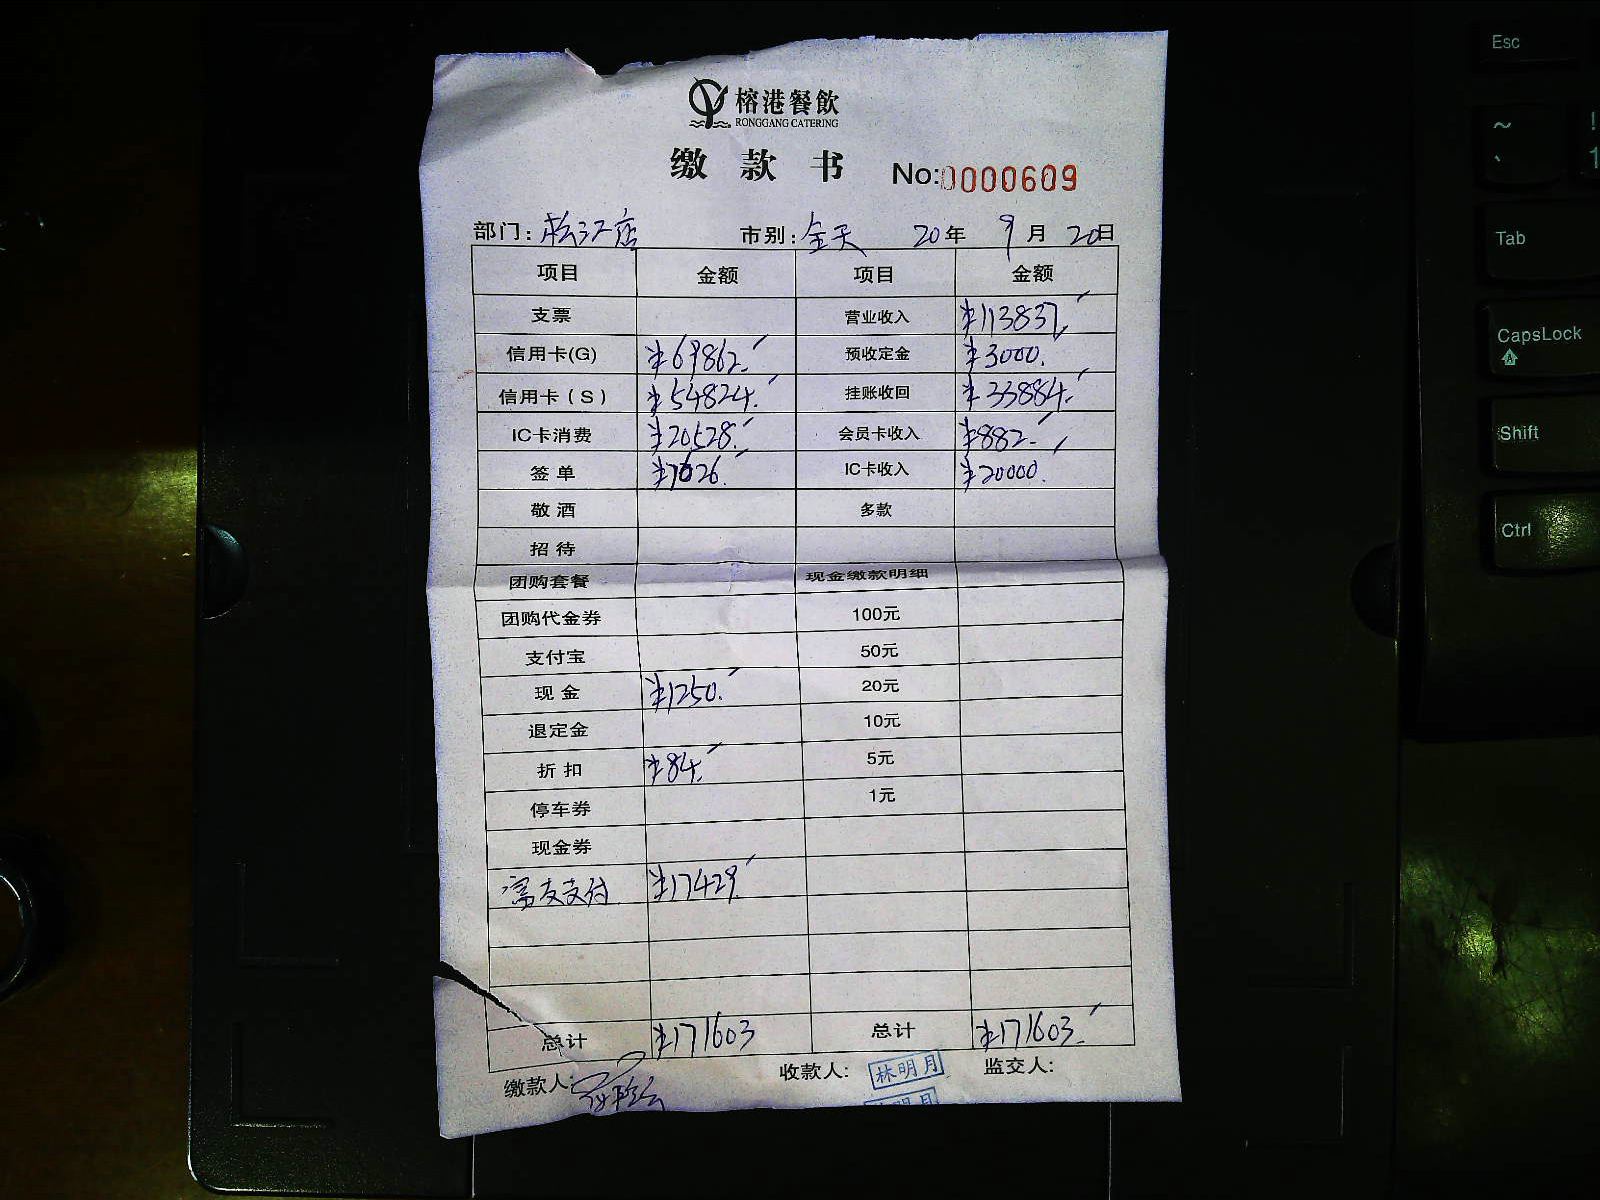 榕港餐飲
RONGGANG CATERING
缴款书 No:0000609
部门:松江店 市别:全天 20年 9月 20日
项目 金额 项目 金额
支票 营业收入 ¥113837.
信用卡(G) ¥69862. 预收定金 ¥3000.
信用卡(S) ¥54824. 挂账收回 ¥33884.
IC卡消费 ¥20528. 会员卡收入 ¥882.
签单 ¥7626. IC卡收入 ¥20000.
敬酒 多款
招待
团购套餐 现金缴款明细
团购代金券 100元
支付宝 50元
现金 ¥1250. 20元
退定金 10元
折扣 ¥84. 5元
停车券 1元
现金券
富友支付 ¥17429.
总计 ¥171603 总计 ¥171603.
缴款人: 收款人: 林明月 监交人:
Esc
~
`
!
1
Tab
CapsLock
Shift
Ctrl